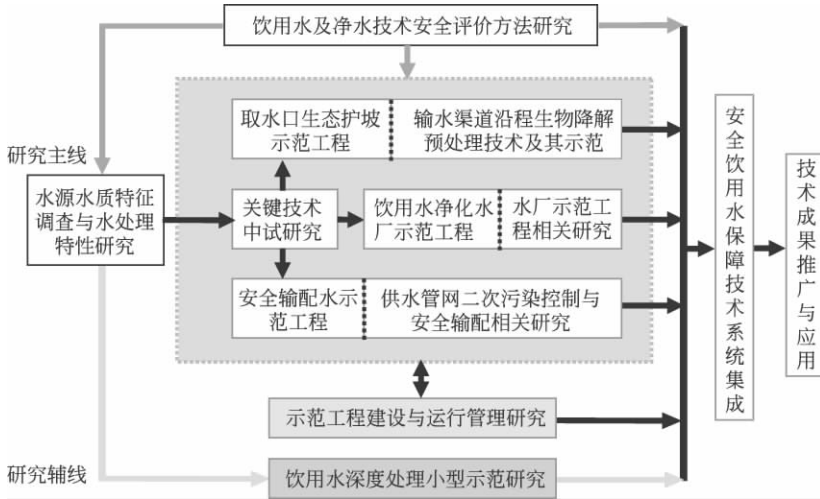 饮用水及净水技术安全评价方法研究
取水口生态护坡
示范工程
输水渠道沿程生物降解
预处理技术及其示范
研究主线
水源水质特征
调查与水处理
特性研究
关键技术
中试研究
饮用水净化水
厂示范工程
水厂示范工
程相关研究
安全输配水示
范工程
供水管网二次污染控制与
安全输配相关研究
示范工程建设与运行管理研究
研究辅线
饮用水深度处理小型示范研究
安全饮用水保障技术系统集成
技术成果推广与应用